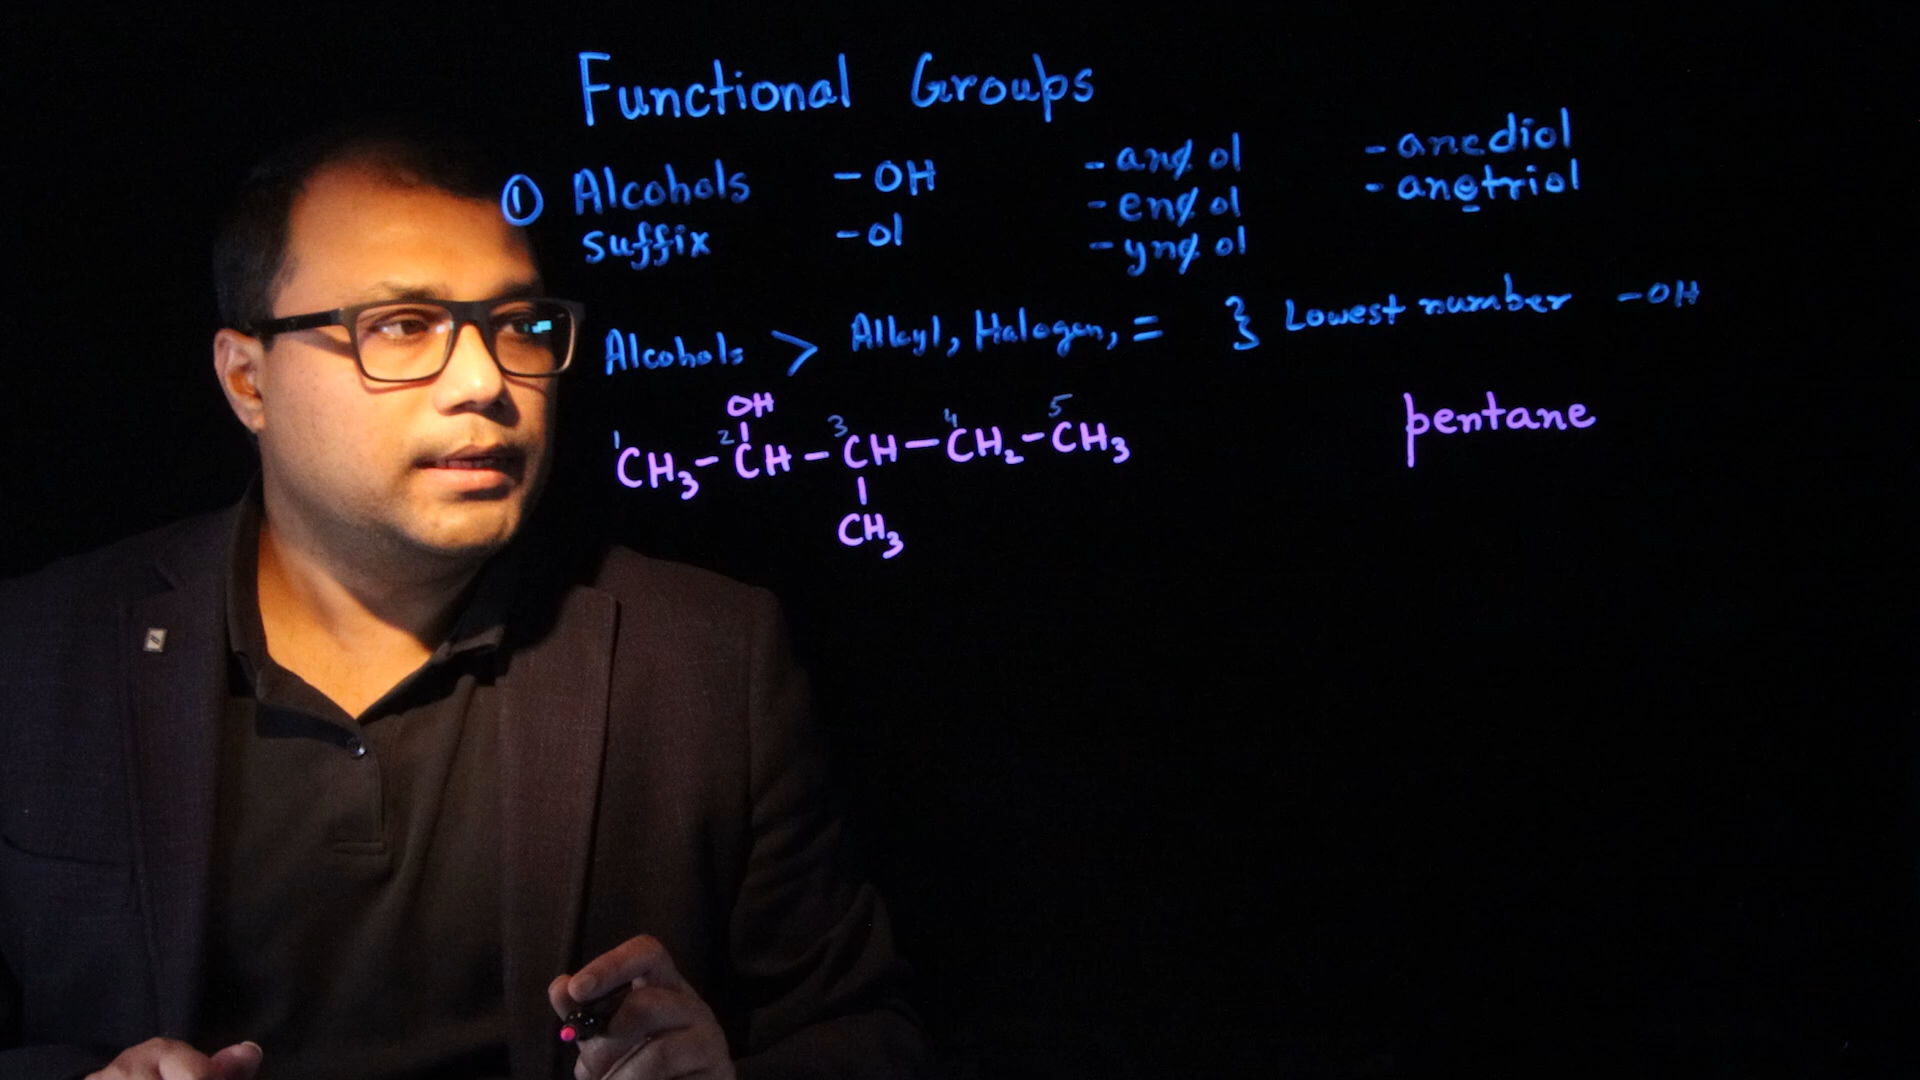 Functional Groups
① Alcohols -OH -ane ol -anediol
suffix -ol -ene ol -anetriol
-yne ol
Alcohols > Alkyl, Halogen, = } Lowest number -OH
OH
1 2 3 4 5
CH₃-CH-CH-CH₂-CH₃ pentane
CH₃